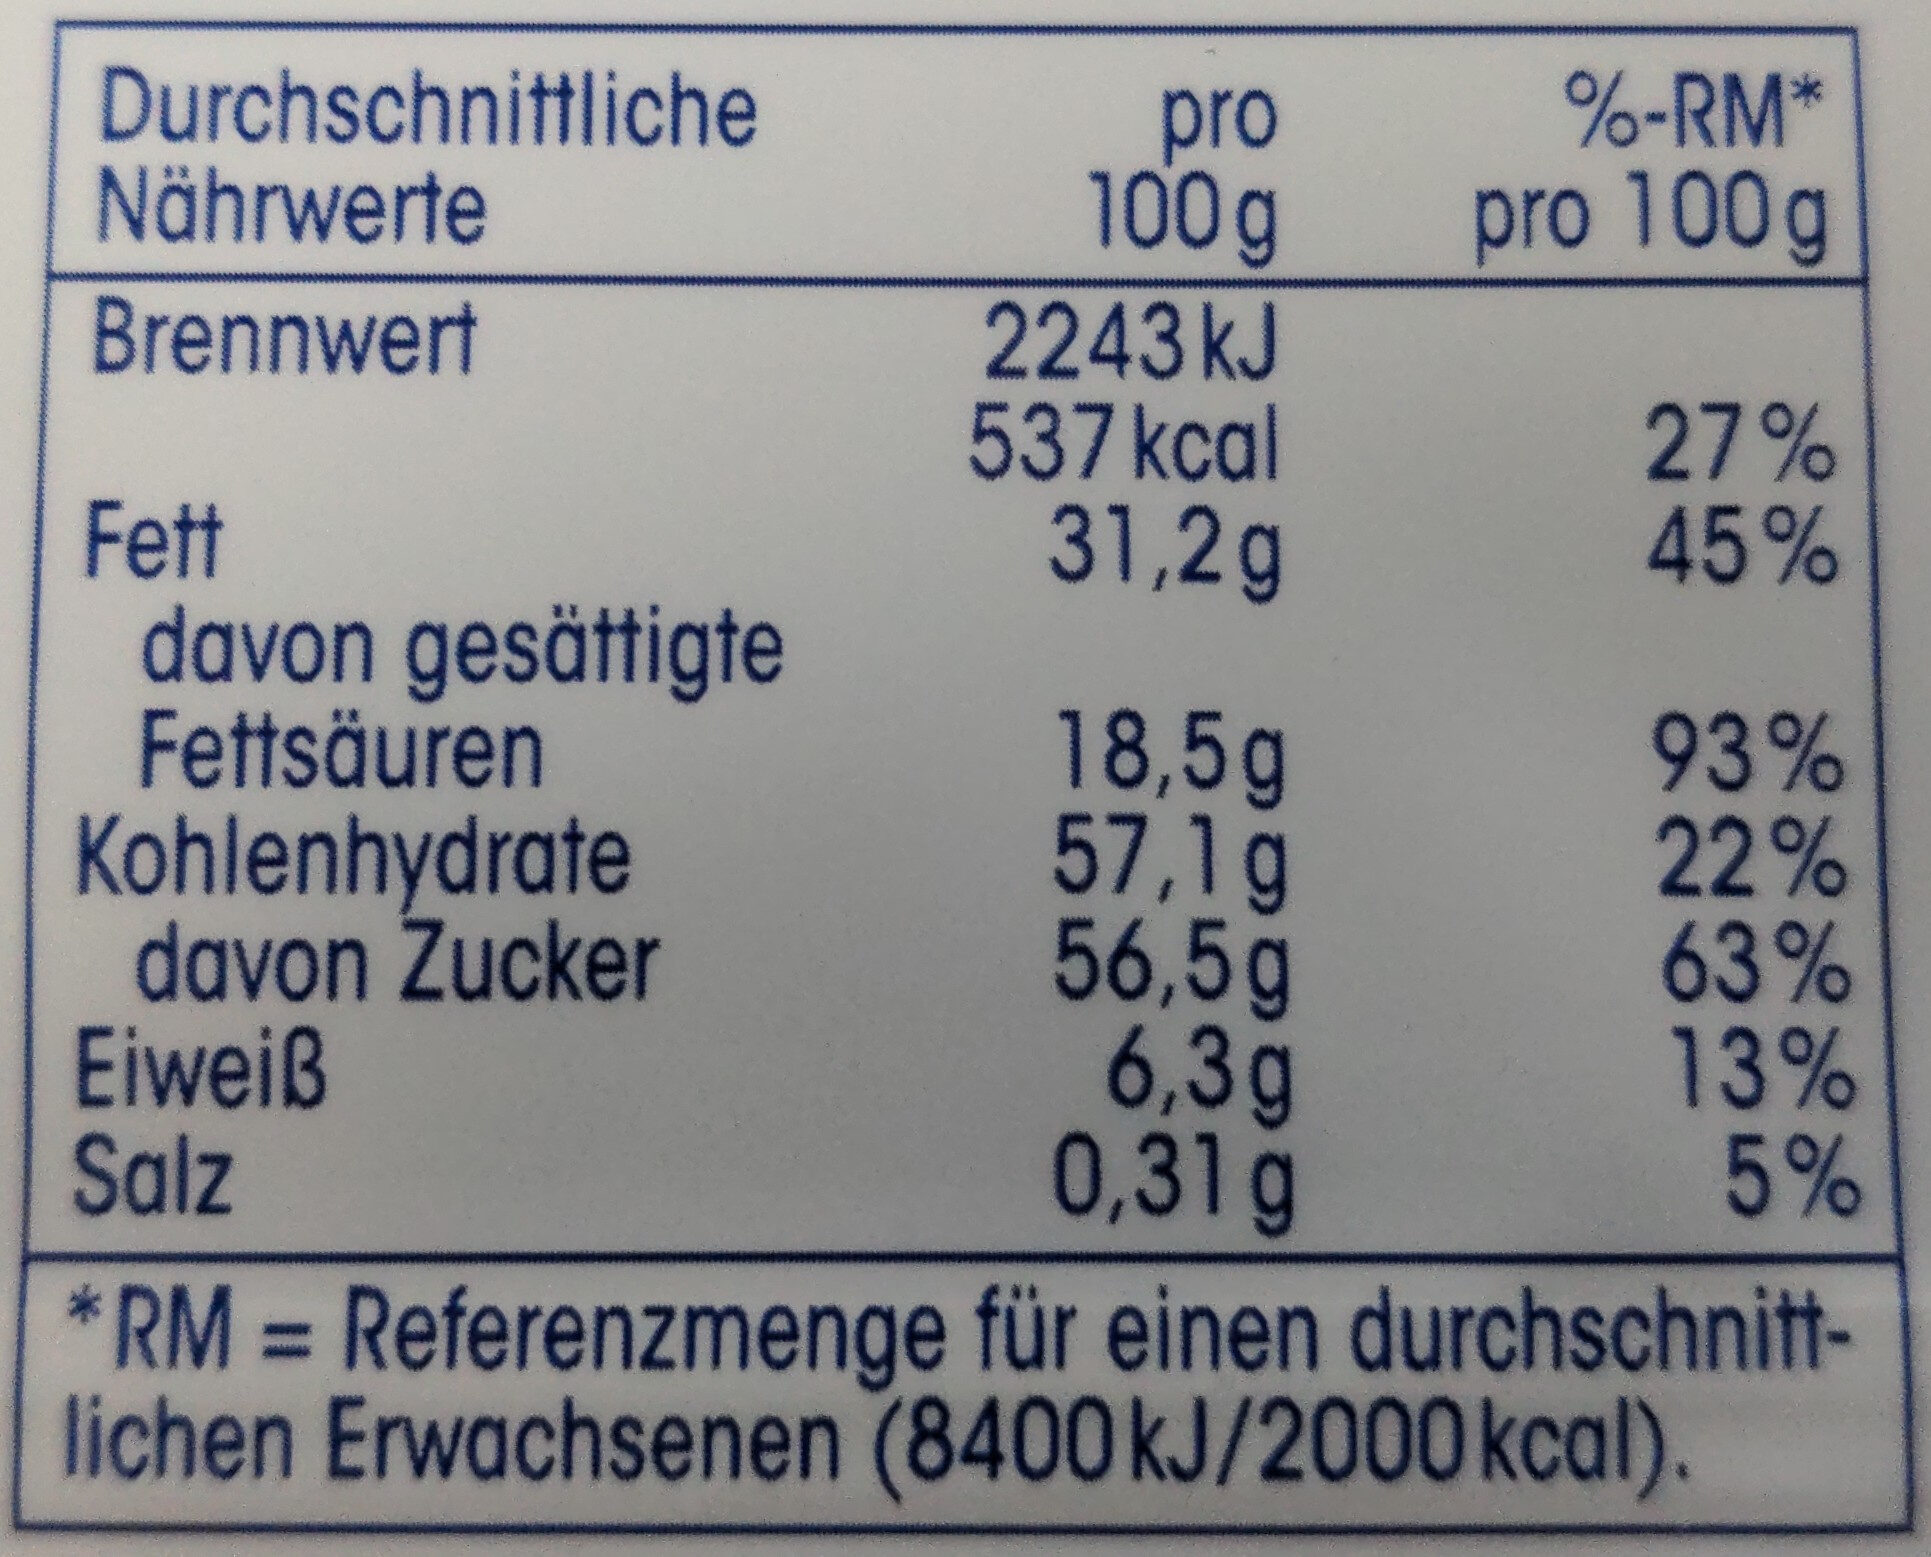 Durchschnittliche pro %-RM*
Nährwerte 100g pro 100g
Brennwert 2243kJ
537kcal 27%
Fett 31,2g 45%
davon gesättigte
Fettsäuren 18,5g 93%
Kohlenhydrate 57,1g 22%
davon Zucker 56,5g 63%
Eiweiß 6,3g 13%
Salz 0,31g 5%
*RM = Referenzmenge für einen durchschnitt-
lichen Erwachsenen (8400kJ/2000kcal).